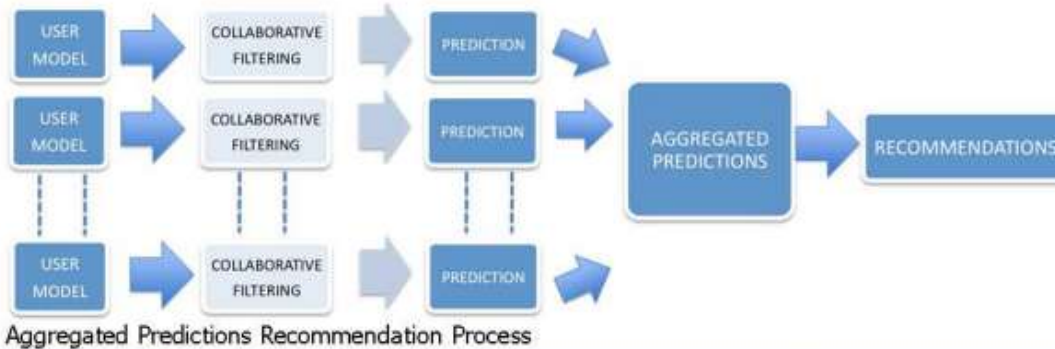 USER
MODEL
COLLABORATIVE
FILTERING
PREDICTION
USER
MODEL
COLLABORATIVE
FILTERING
PREDICTION
AGGREGATED
PREDICTIONS
RECOMMENDATIONS
USER
MODEL
COLLABORATIVE
FILTERING
PREDICTION
Aggregated Predictions Recommendation Process